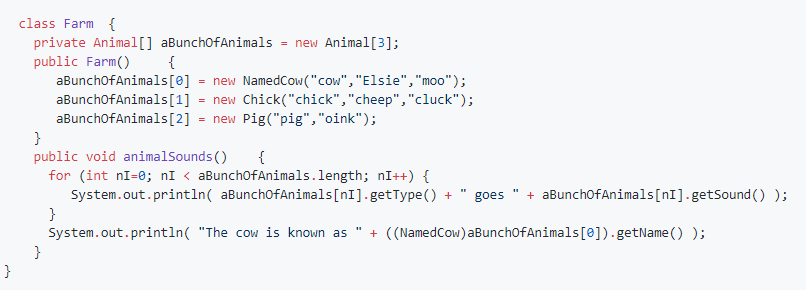 class Farm  {
private Animal[] aBunchOfAnimals = new Animal[3];
public Farm()     {
aBunchOfAnimals[0] = new NamedCow("cow","Elsie","moo");
aBunchOfAnimals[1] = new Chick("chick","cheep","cluck");
aBunchOfAnimals[2] = new Pig("pig","oink");
}
public void animalSounds()    {
for (int nI=0; nI < aBunchOfAnimals.length; nI++) {
System.out.println( aBunchOfAnimals[nI].getType() + " goes " + aBunchOfAnimals[nI].getSound() );
}
System.out.println( "The cow is known as " + ((NamedCow)aBunchOfAnimals[0]).getName() );
}
}